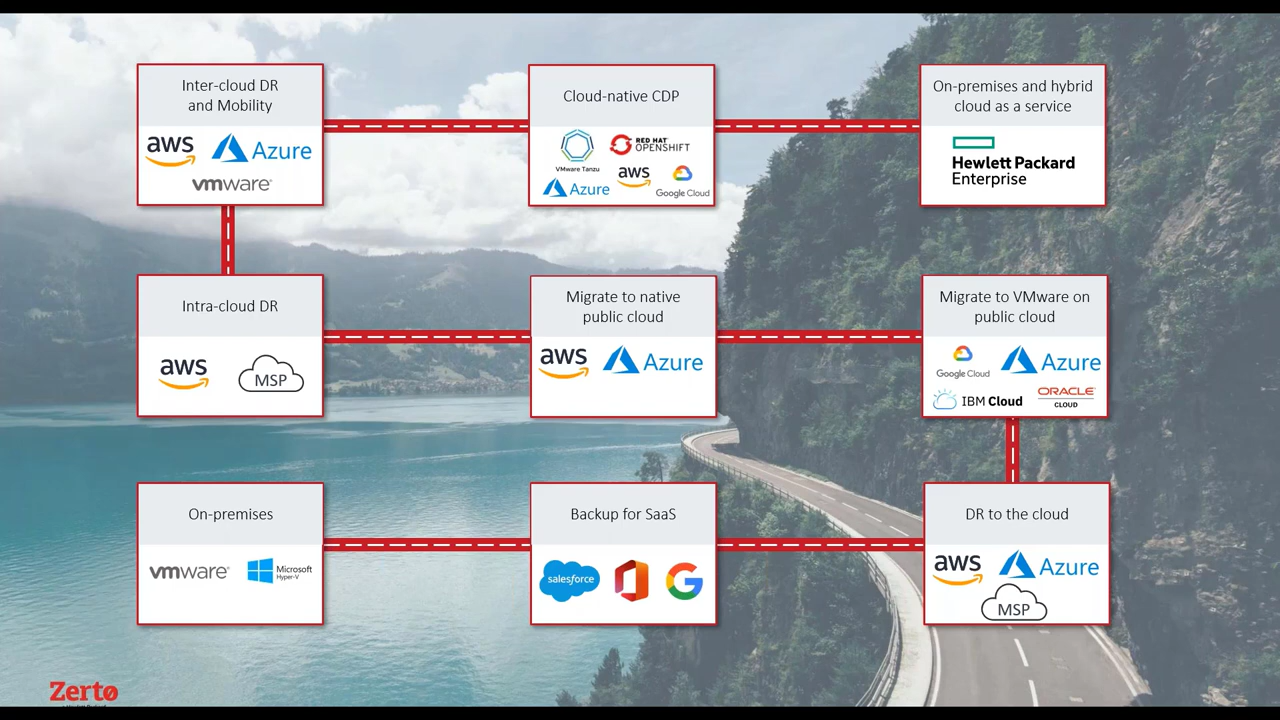 Inter-cloud DR
and Mobility
aws
Azure
vmware®
Cloud-native CDP
VMware Tanzu
RED HAT®
OPENSHIFT
Azure
aws
Google Cloud
On-premises and hybrid
cloud as a service
Hewlett Packard
Enterprise
Intra-cloud DR
aws
MSP
Migrate to native
public cloud
aws
Azure
Migrate to VMware on
public cloud
Google Cloud
Azure
IBM Cloud
ORACLE®
CLOUD
On-premises
vmware®
Microsoft
Hyper-V
Backup for SaaS
salesforce
G
DR to the cloud
aws
Azure
MSP
Zerto